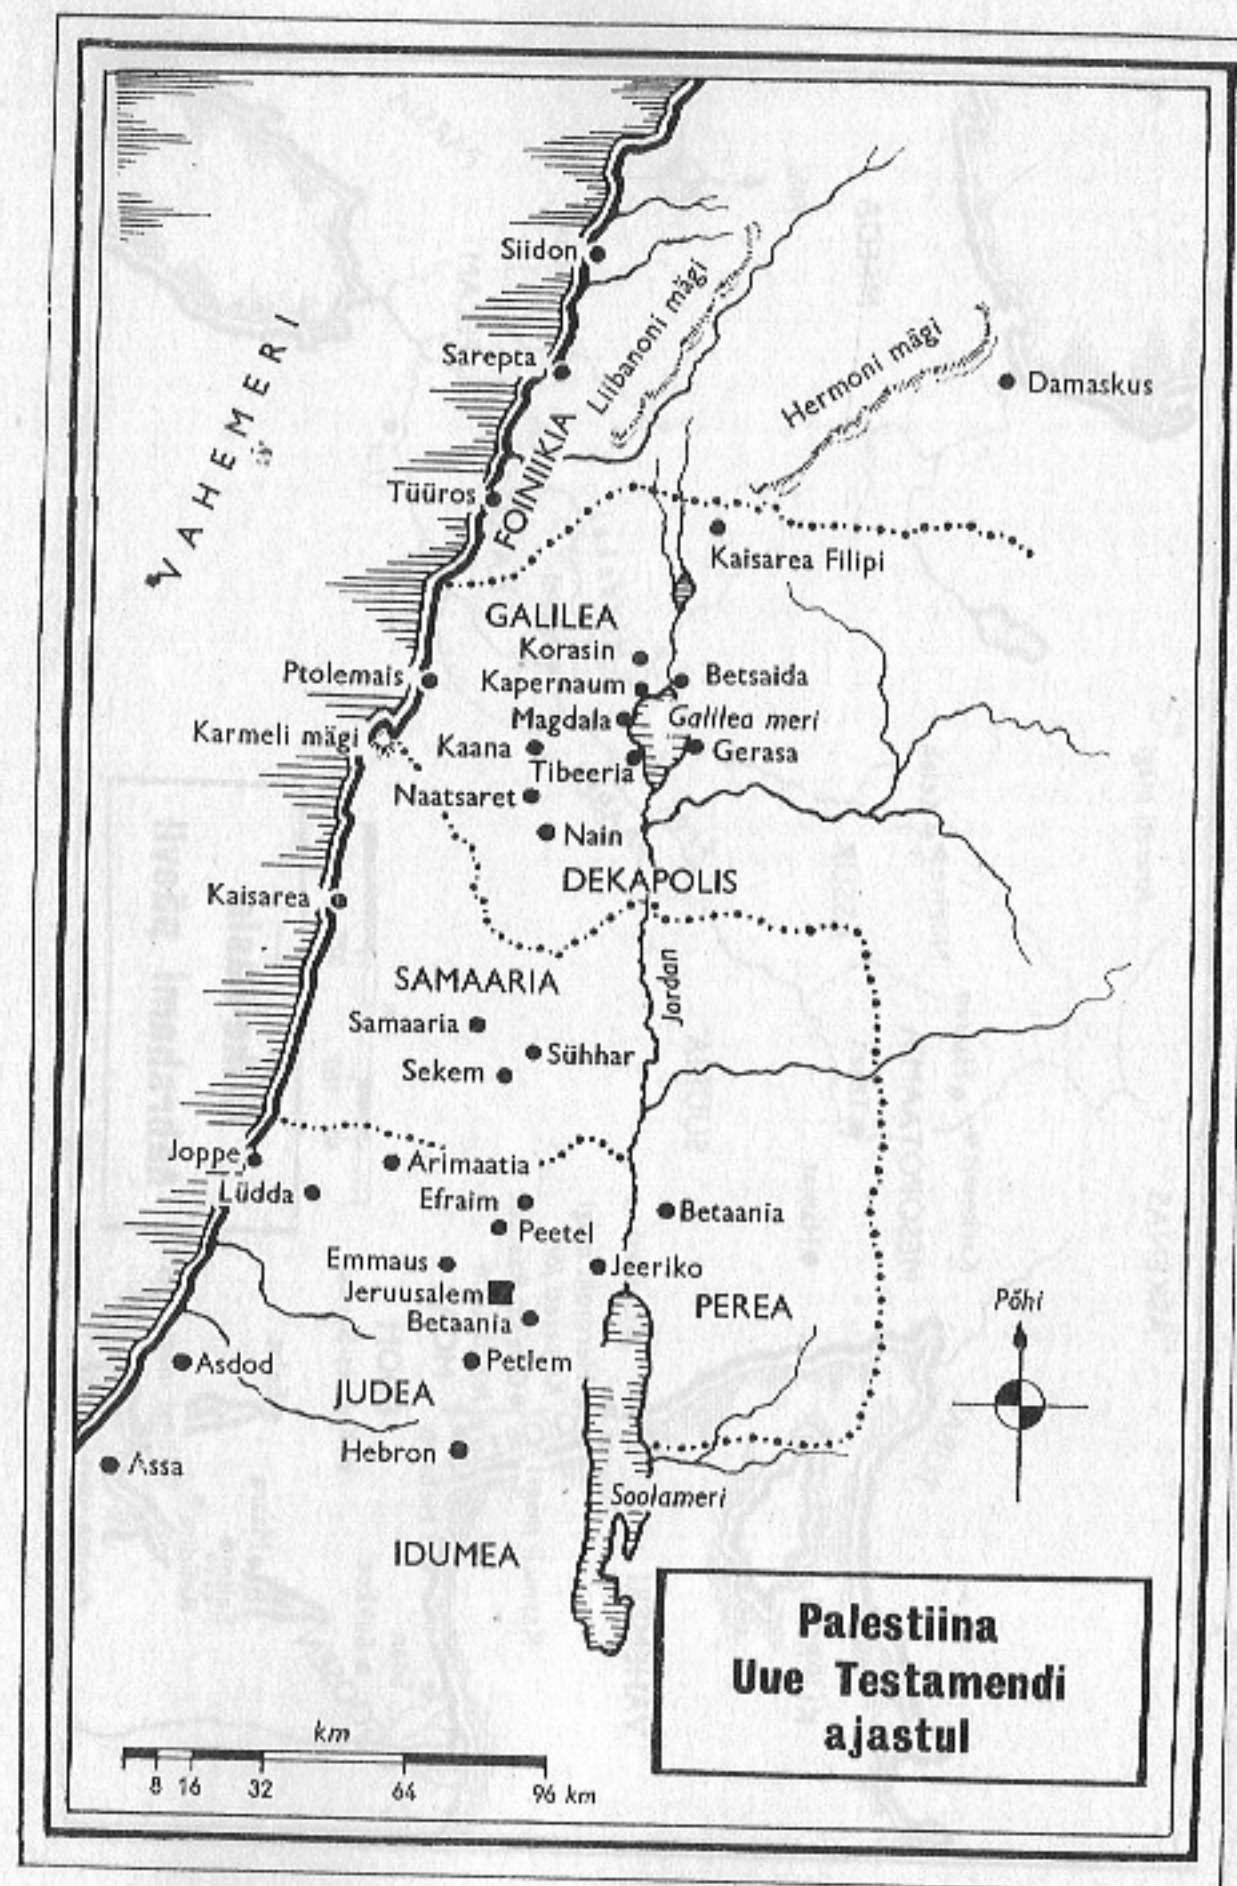 Siidon
Liibanoni mägi
VAHEMERI
Sarepta
Hermoni mägi
Damaskus
FOINIIKIA
Tüüros
Kaisarea Filipi
GALILEA
Korasin
Ptolemais
Kapernaum
Betsaida
Magdala
Galilea meri
Karmeli mägi
Kaana
Gerasa
Tibeeria
Naatsaret
Nain
DEKAPOLIS
Kaisarea
SAMAARIA
Jordan
Samaaria
Sühhar
Sekem
Joppe
Arimaatia
Lüdda
Efraim
Betaania
Peetel
Emmaus
Jeeriko
Jeruusalem
PEREA
Põhi
Betaania
Asdod
Petlem
JUDEA
Hebron
Assa
Soolameri
IDUMEA
Palestiina
Uue Testamendi
ajastul
km
8 16 32 64 96 km